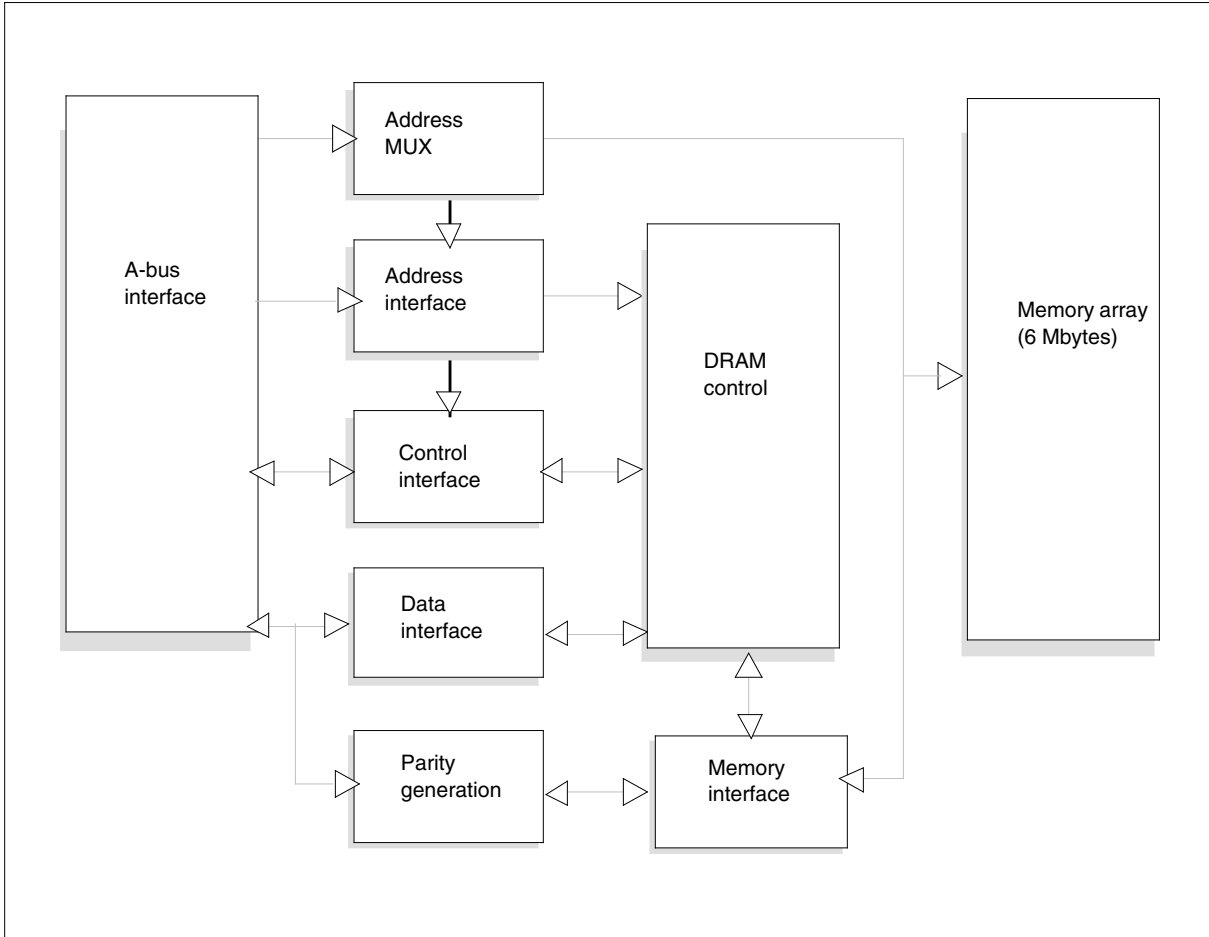 Address
MUX
A-bus
interface
Address
interface
Memory array
(6 Mbytes)
DRAM
control
Control
interface
Data
interface
Parity
generation
Memory
interface